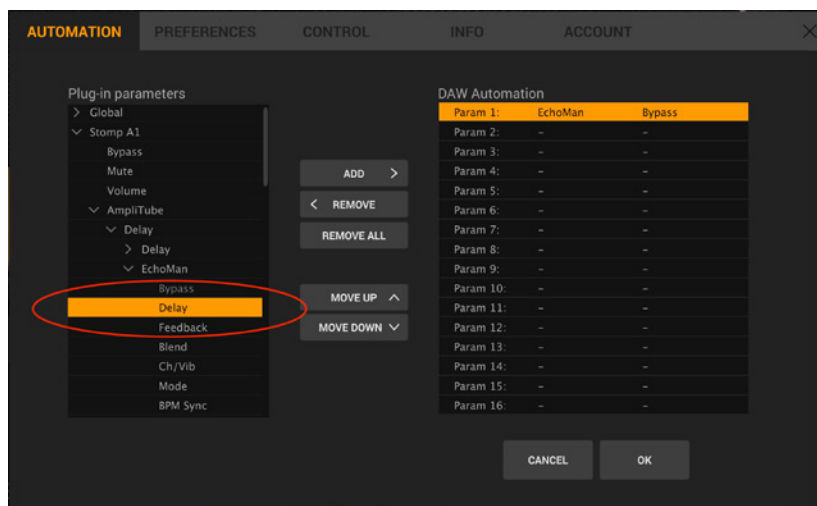 AUTOMATION PREFERENCES CONTROL INFO ACCOUNT
Plug-in parameters
Global
Stomp A1
Bypass
Mute
Volume
AmpliTube
Delay
Delay
EchoMan
Bypass
Delay
Feedback
Blend
Ch/Vib
Mode
BPM Sync
ADD
REMOVE
REMOVE ALL
MOVE UP
MOVE DOWN
DAW Automation
Param 1: EchoMan Bypass
Param 2: – –
Param 3: – –
Param 4: – –
Param 5: – –
Param 6: – –
Param 7: – –
Param 8: – –
Param 9: – –
Param 10: – –
Param 11: – –
Param 12: – –
Param 13: – –
Param 14: – –
Param 15: – –
Param 16: – –
CANCEL OK